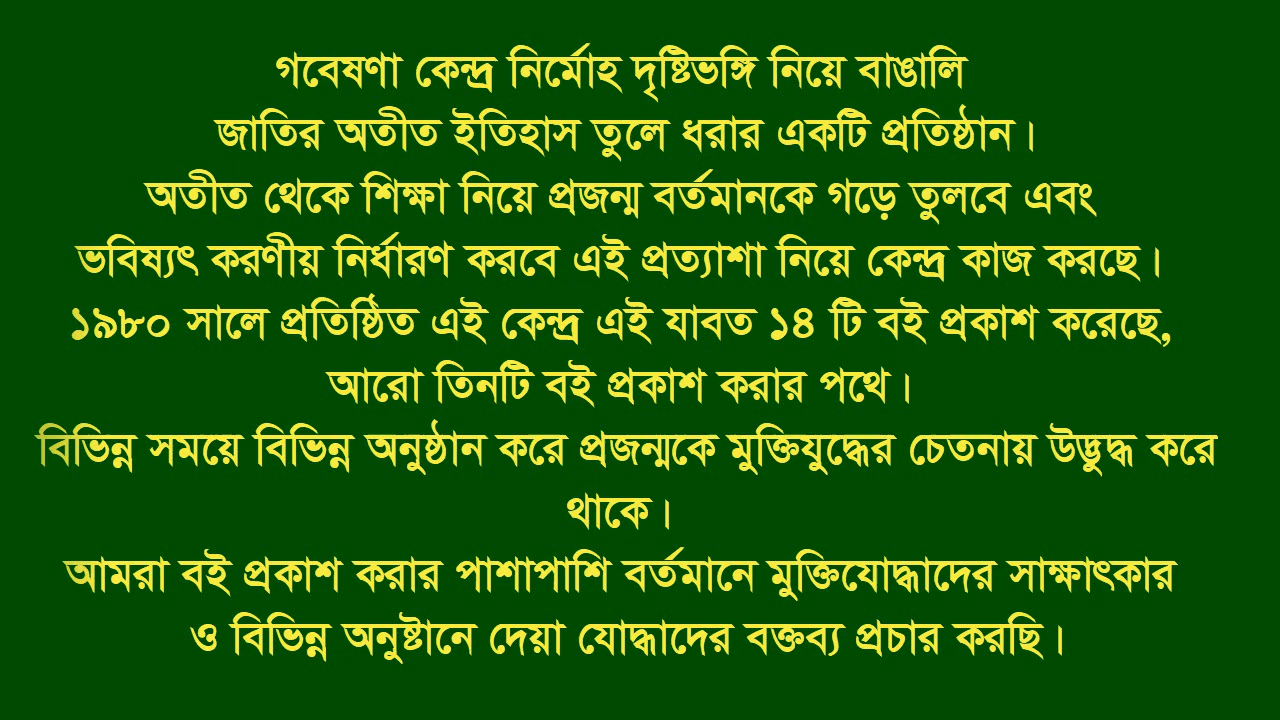 গবেষণা কেন্দ্র নির্মোহ দৃষ্টিভঙ্গি নিয়ে বাঙালি
জাতির অতীত ইতিহাস তুলে ধরার একটি প্রতিষ্ঠান।
অতীত থেকে শিক্ষা নিয়ে প্রজন্ম বর্তমানকে গড়ে তুলবে এবং
ভবিষ্যৎ করণীয় নির্ধারণ করবে এই প্রত্যাশা নিয়ে কেন্দ্র কাজ করছে।
১৯৮০ সালে প্রতিষ্ঠিত এই কেন্দ্র এই যাবত ১৪ টি বই প্রকাশ করেছে,
আরো তিনটি বই প্রকাশ করার পথে।
বিভিন্ন সময়ে বিভিন্ন অনুষ্ঠান করে প্রজন্মকে মুক্তিযুদ্ধের চেতনায় উদ্ভুদ্ধ করে
থাকে।
আমরা বই প্রকাশ করার পাশাপাশি বর্তমানে মুক্তিযোদ্ধাদের সাক্ষাৎকার
ও বিভিন্ন অনুষ্টানে দেয়া যোদ্ধাদের বক্তব্য প্রচার করছি।